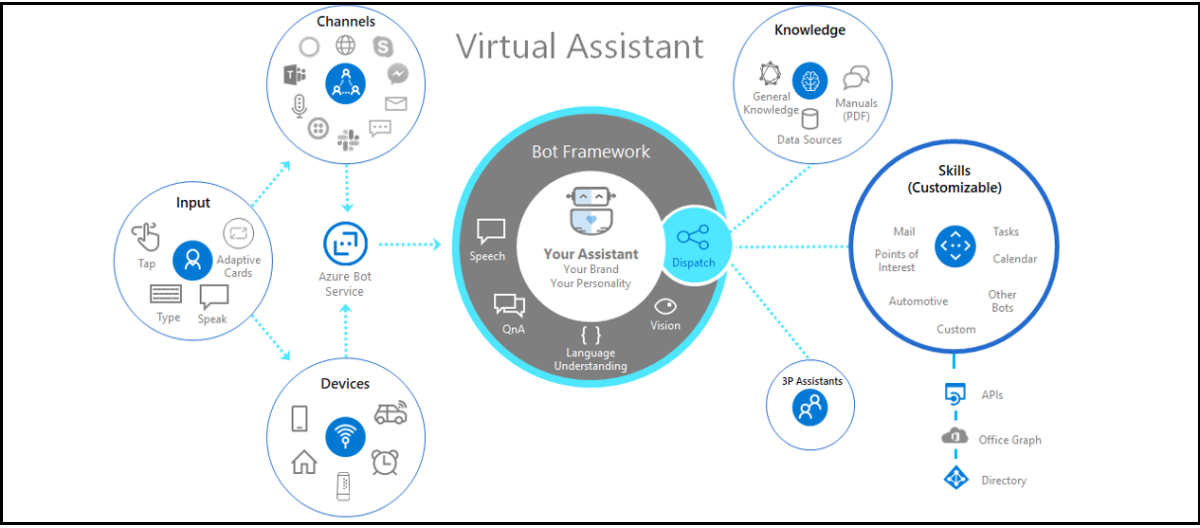 Virtual Assistant
Channels
T
S
Input
Tap
Adaptive
Cards
Type
Speak
Azure Bot
Service
Devices
Bot Framework
Speech
Your Assistant
Your Brand
Your Personality
QnA
{ }
Language
Understanding
Vision
Dispatch
Knowledge
General
Knowledge
Manuals
(PDF)
Data Sources
Skills
(Customizable)
Mail
Tasks
Points of
Interest
Calendar
Automotive
Other
Bots
Custom
3P Assistants
APIs
Office Graph
Directory